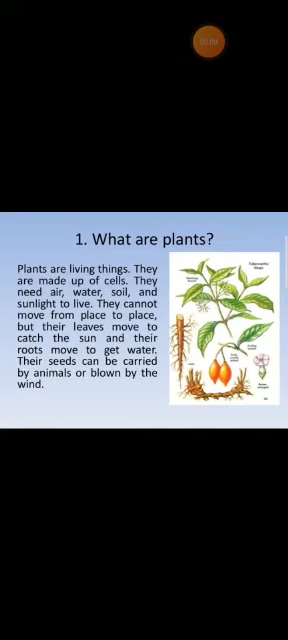 1. What are plants?
Plants are living things. They
are made up of cells. They
need air, water, soil, and
sunlight to live. They cannot
move from place to place,
but their leaves move to
catch the sun and their
roots move to get water.
Their seeds can be carried
by animals or blown by the
wind.